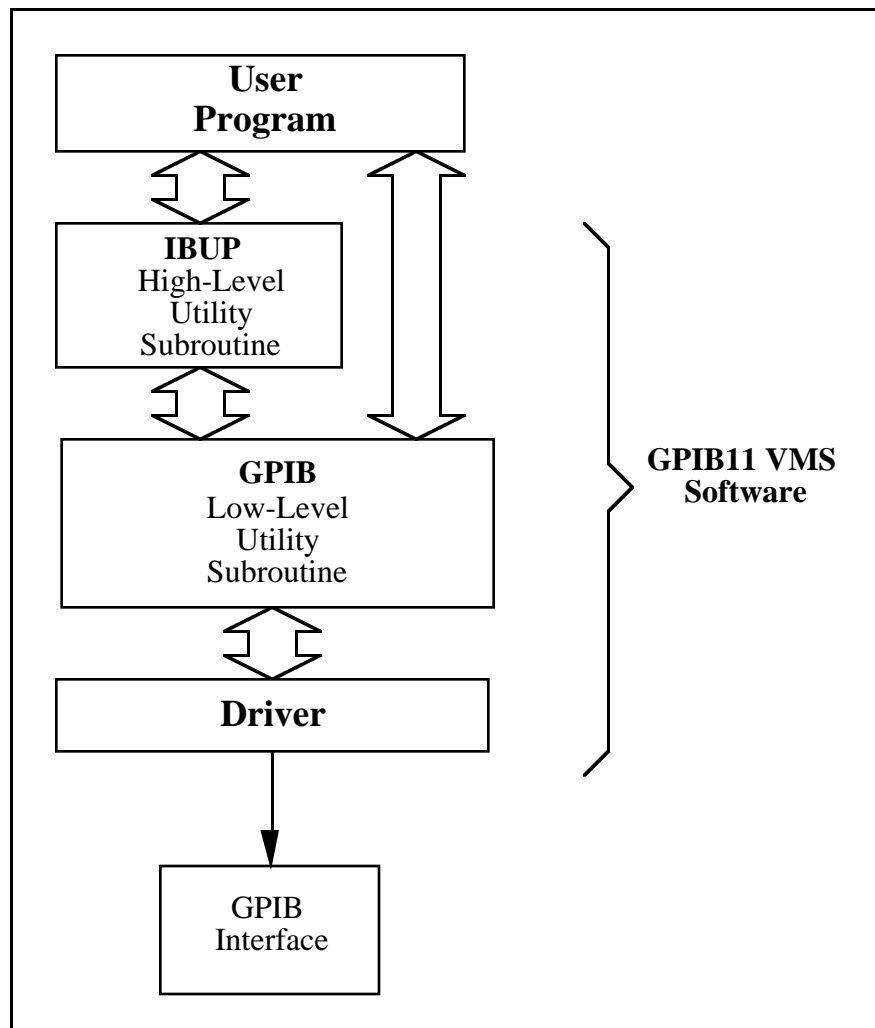 User
Program
IBUP
High-Level
Utility
Subroutine
GPIB
Low-Level
Utility
Subroutine
GPIB11 VMS
Software
Driver
GPIB
Interface